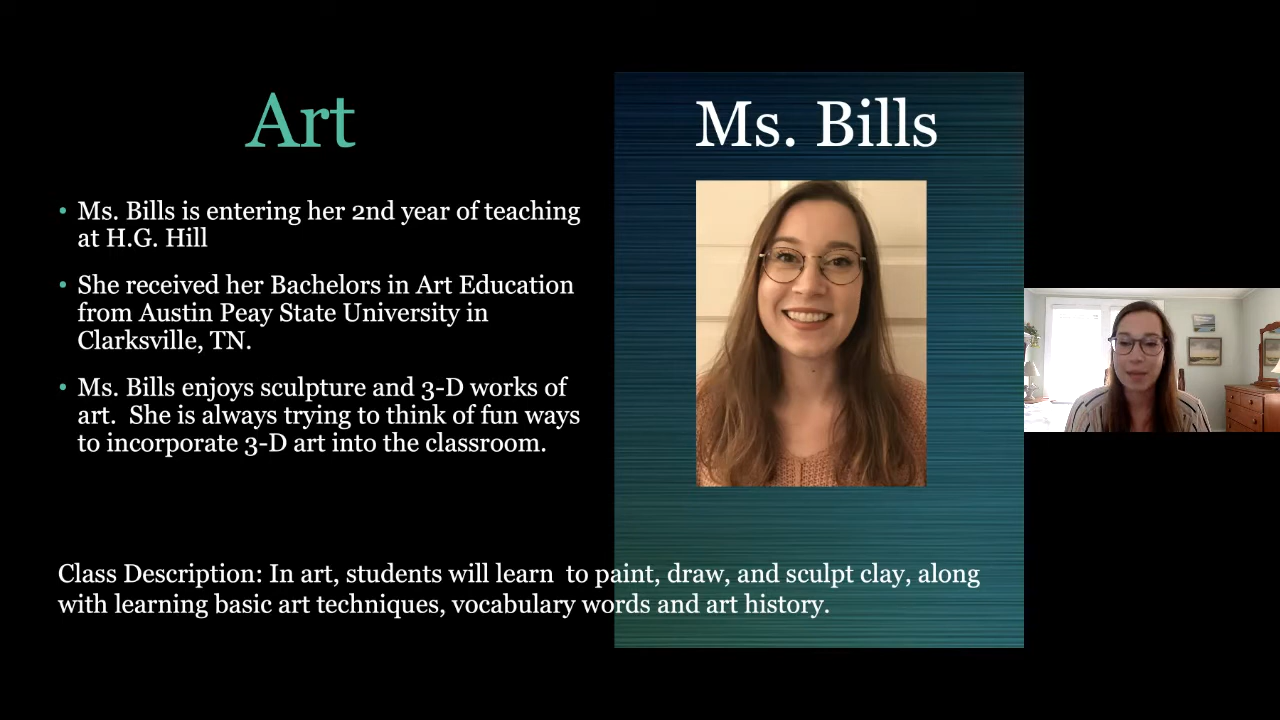 Art
Ms. Bills is entering her 2nd year of teaching
at H.G. Hill
She received her Bachelors in Art Education
from Austin Peay State University in
Clarksville, TN.
Ms. Bills enjoys sculpture and 3-D works of
art.  She is always trying to think of fun ways
to incorporate 3-D art into the classroom.
Ms. Bills
Class Description: In art, students will learn  to paint, draw, and sculpt clay, along
with learning basic art techniques, vocabulary words and art history.